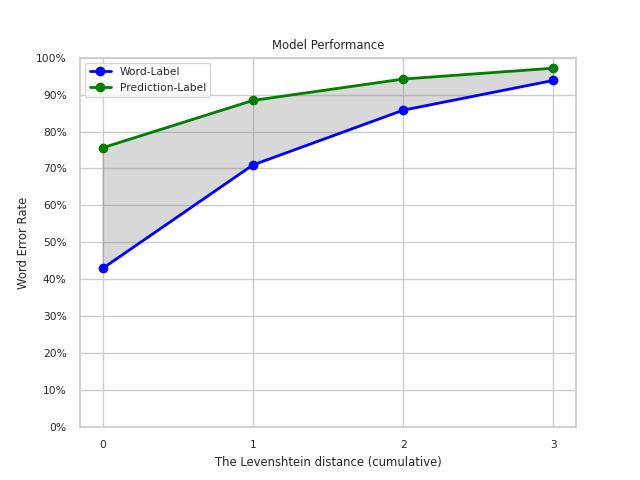 Model Performance
100%
90%
80%
70%
60%
50%
40%
30%
20%
10%
0%
Word Error Rate
Word-Label
Prediction-Label
0 1 2 3
The Levenshtein distance (cumulative)